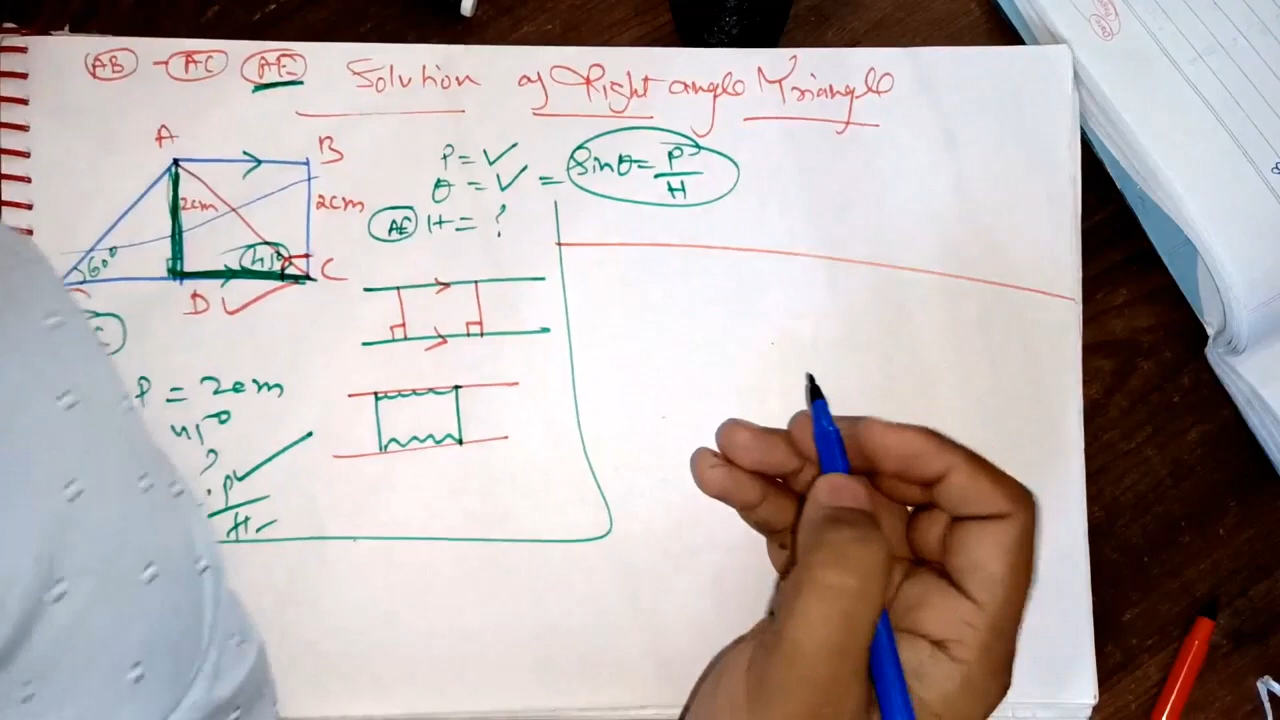 AB - AC AE Solution of Right angle Triangle
A
B
2cm
2cm
60°
45°
C
D
P = ✓
θ = ✓ = Sinθ = P/H
AE H = ?
C
P = 2cm
45°
?
P/H